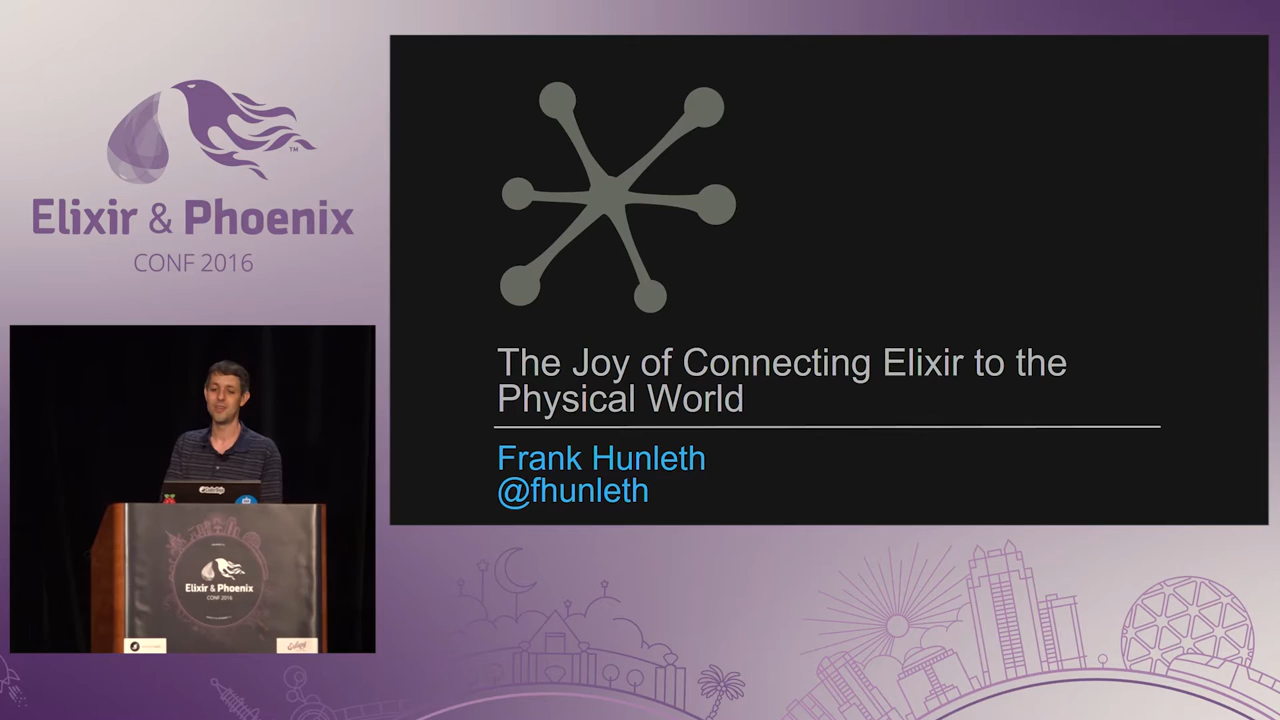 Elixir & Phoenix
TM
CONF 2016
The Joy of Connecting Elixir to the
Physical World
Frank Hunleth
@fhunleth
Elixir & Phoenix
CONF 2016